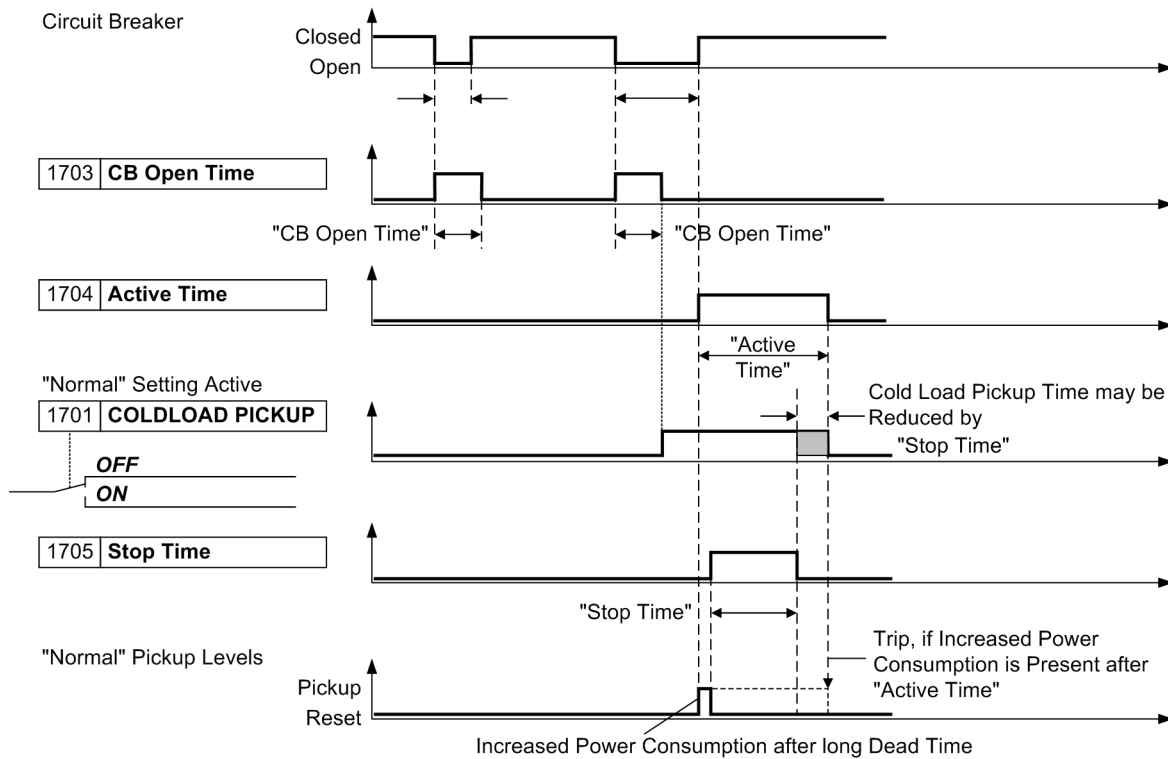 Circuit Breaker
Closed
Open
1703 CB Open Time
"CB Open Time"
"CB Open Time"
1704 Active Time
"Active
Time"
"Normal" Setting Active
1701 COLDLOAD PICKUP
OFF
ON
Cold Load Pickup Time may be
Reduced by
"Stop Time"
1705 Stop Time
"Stop Time"
"Normal" Pickup Levels
Pickup
Reset
Trip, if Increased Power
Consumption is Present after
"Active Time"
Increased Power Consumption after long Dead Time